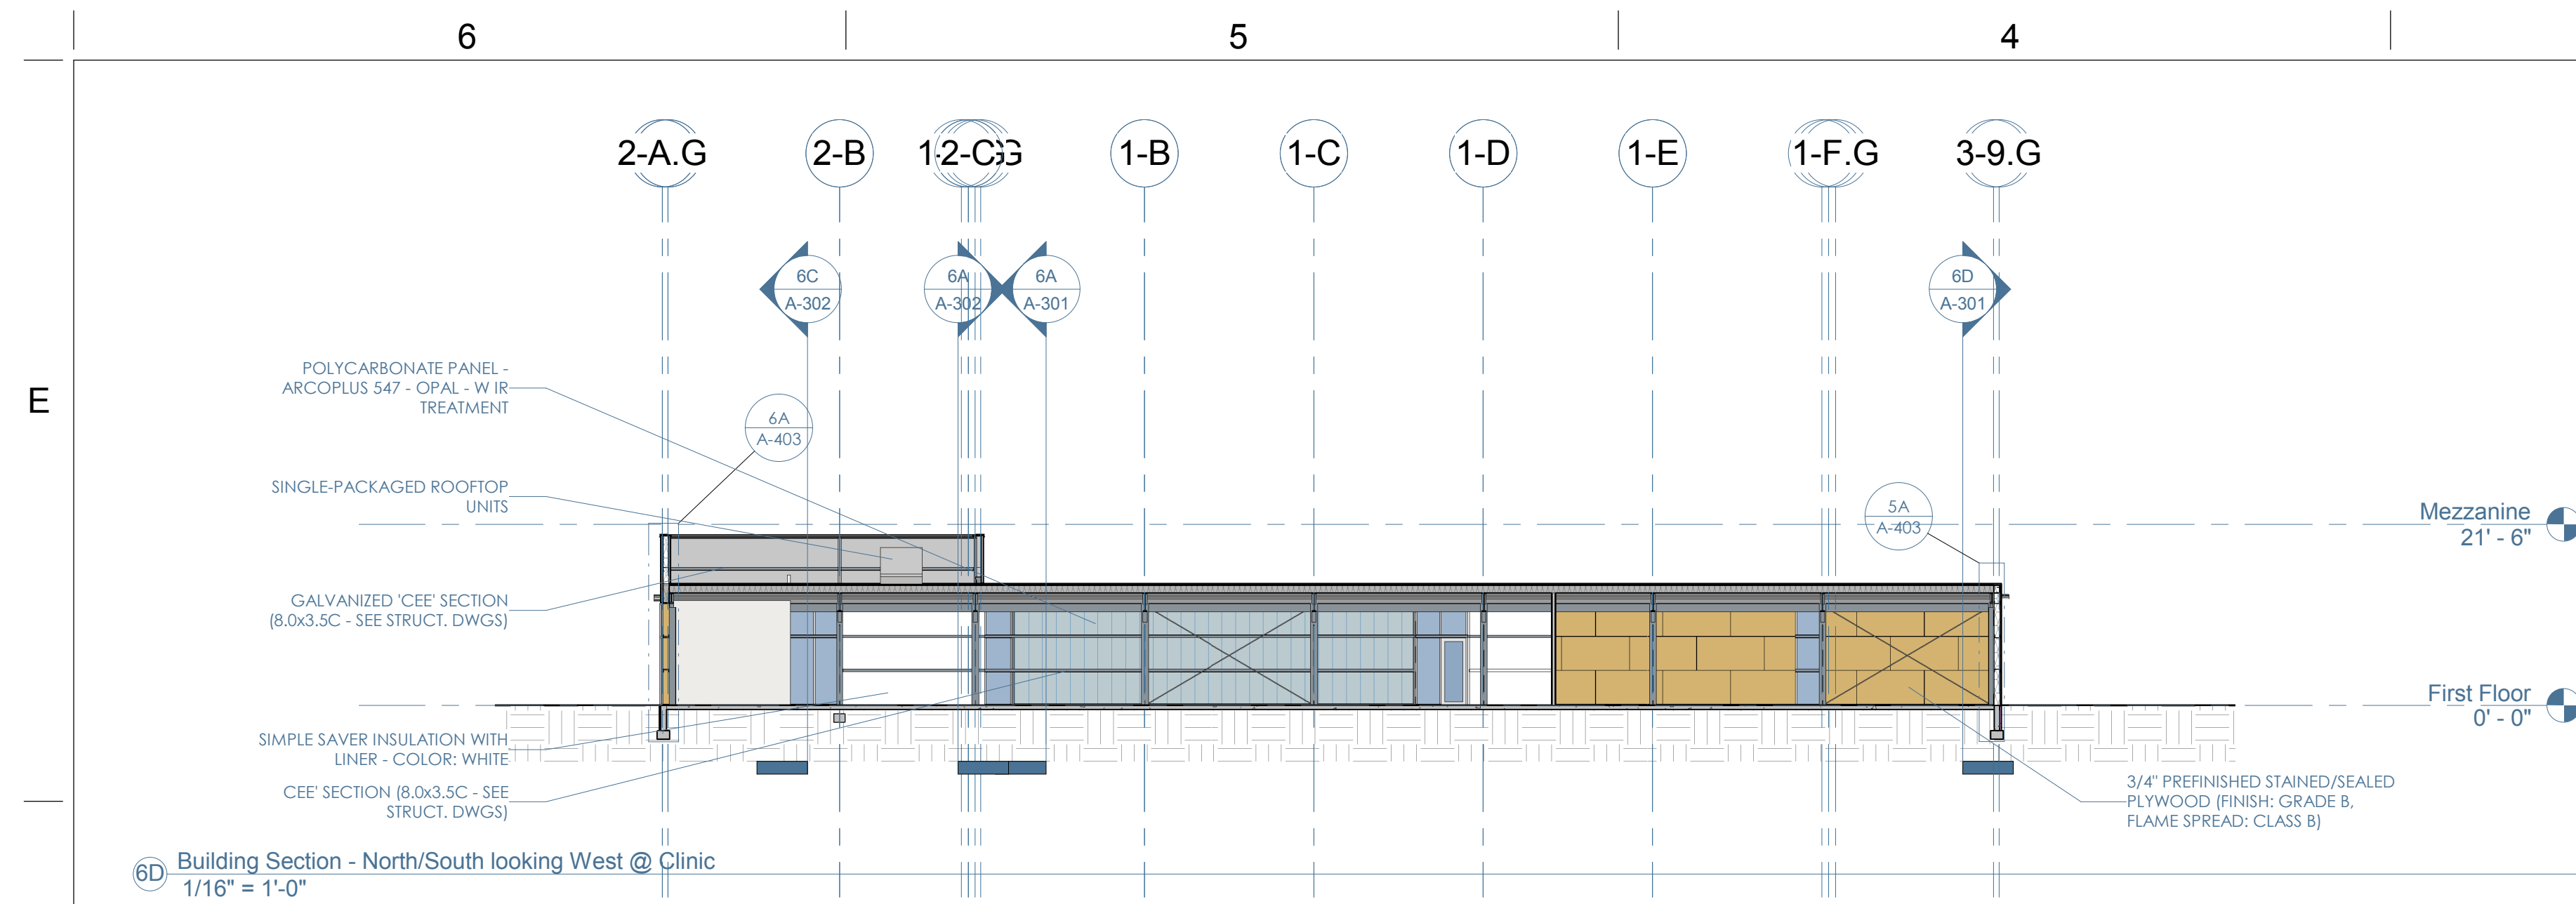 6 5 4
E
2-A.G 2-B 2-C 1-B 1-C 1-D 1-E 1-F.G 3-9.G
6C
A-302
6A
A-302
6A
A-301
6D
A-301
POLYCARBONATE PANEL -
ARCOPLUS 547 - OPAL - W IR
TREATMENT
6A
A-403
SINGLE-PACKAGED ROOFTOP
UNITS
5A
A-403
Mezzanine
21' - 6"
GALVANIZED 'CEE' SECTION
(8.0x3.5C - SEE STRUCT. DWGS)
First Floor
0' - 0"
SIMPLE SAVER INSULATION WITH
LINER - COLOR: WHITE
CEE' SECTION (8.0x3.5C - SEE
STRUCT. DWGS)
3/4" PREFINISHED STAINED/SEALED
PLYWOOD (FINISH: GRADE B,
FLAME SPREAD: CLASS B)
6D
Building Section - North/South looking West @ Clinic
1/16" = 1'-0"